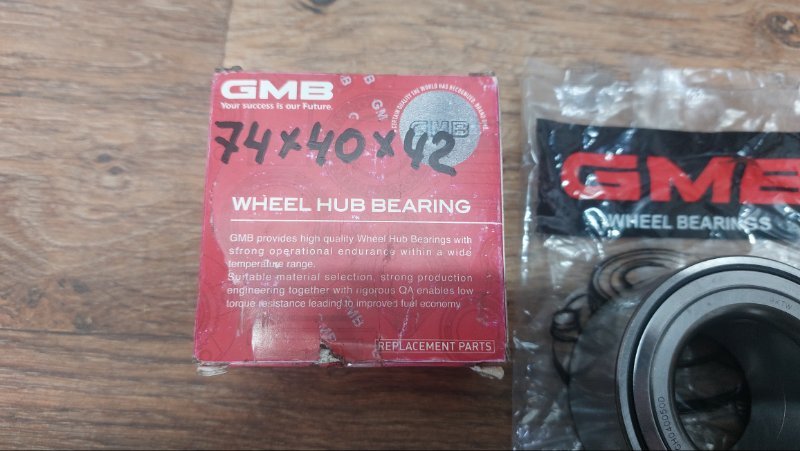 GMB
Your success is our Future.
GMB
74×40×42
WHEEL HUB BEARING
GMB provides high quality Wheel Hub Bearings with
strong operational endurance within a wide
temperature range.
Suitable material selection, strong production
engineering together with rigorous QA enables low
torque resistance leading to improved fuel economy.
REPLACEMENT PARTS
GMB
WHEEL BEARINGS